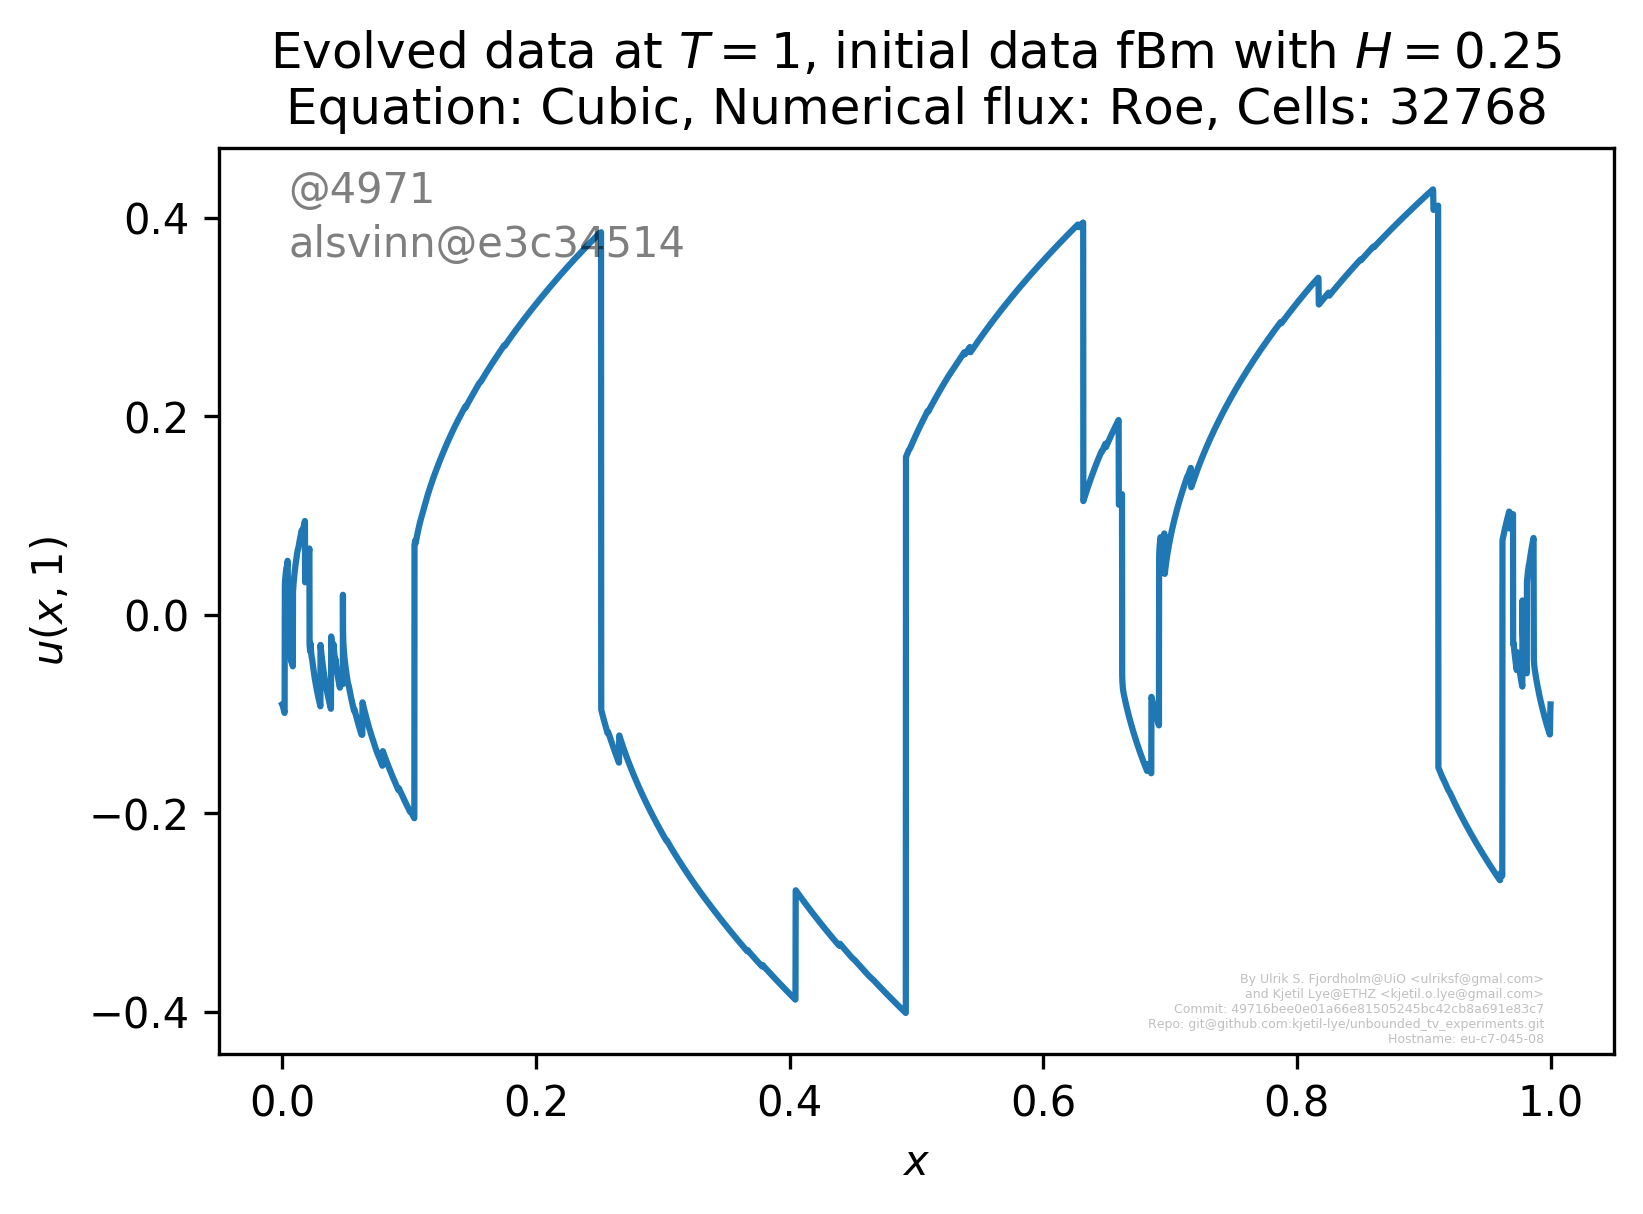 Evolved data at T = 1, initial data fBm with H = 0.25
Equation: Cubic, Numerical flux: Roe, Cells: 32768
@4971
alsvinn@e3c34514
0.4
0.2
0.0
−0.2
−0.4
u(x, 1)
By Ulrik S. Fjordholm@UiO <ulriksf@gmal.com>
and Kjetil Lye@ETHZ <kjetil.o.lye@gmail.com>
Commit: 49716bee0e01a66e81505245bc42cb8a691e83c7
Repo: git@github.com:kjetil-lye/unbounded_tv_experiments.git
Hostname: eu-c7-045-08
0.0 0.2 0.4 0.6 0.8 1.0
x